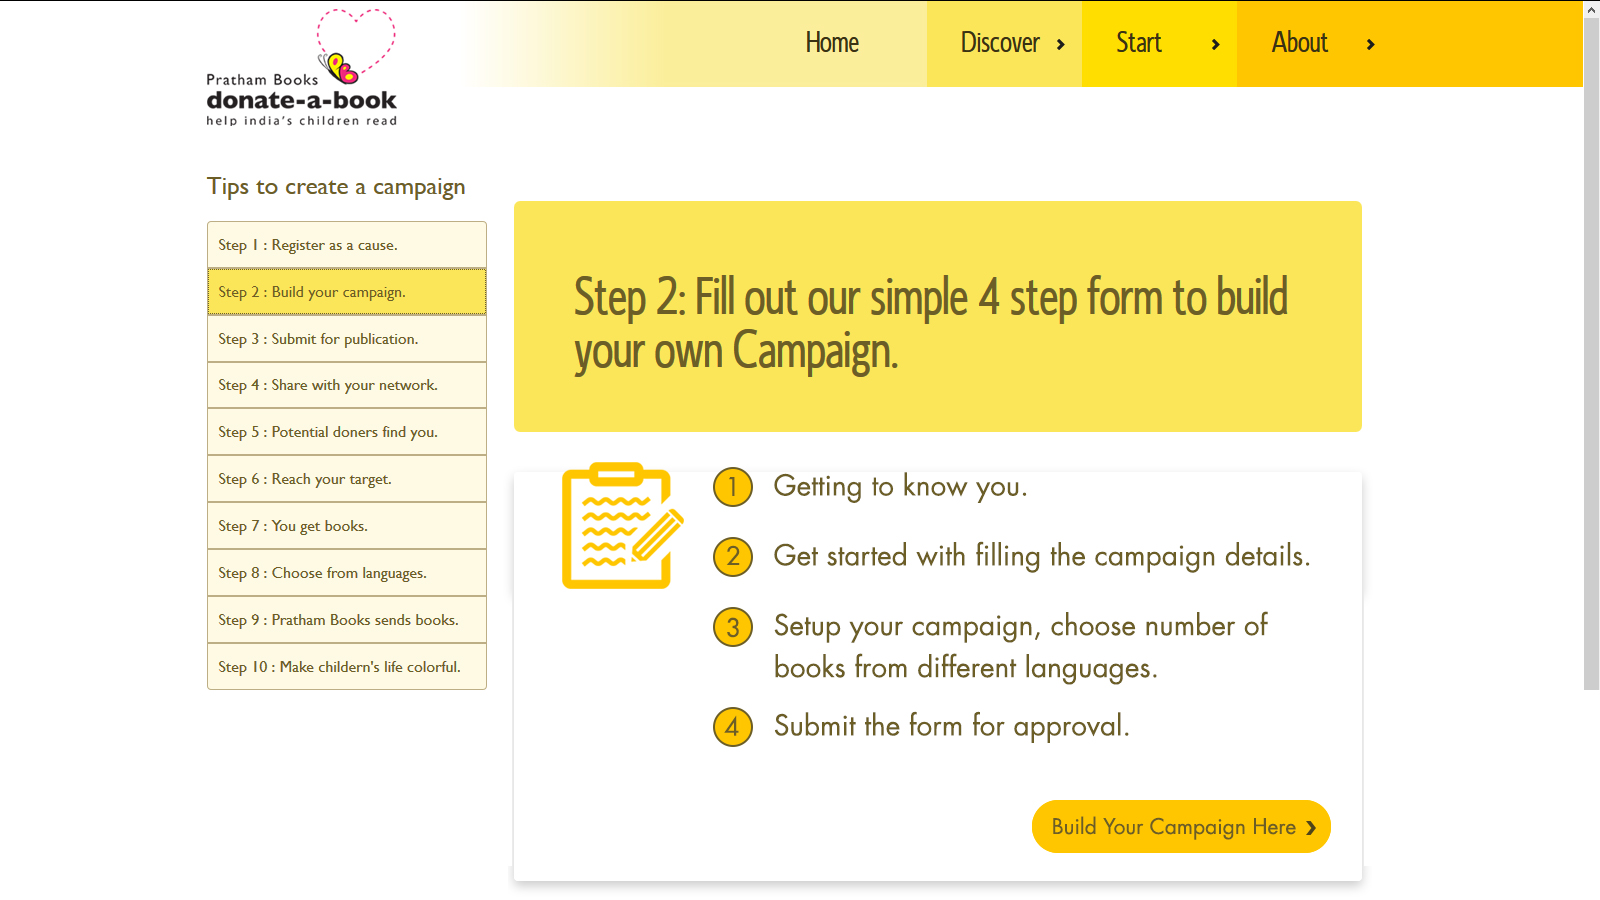 Pratham Books
donate-a-book
help india's children read
Home
Discover
Start
About
Tips to create a campaign
Step 1 : Register as a cause.
Step 2 : Build your campaign.
Step 3 : Submit for publication.
Step 4 : Share with your network.
Step 5 : Potential doners find you.
Step 6 : Reach your target.
Step 7 : You get books.
Step 8 : Choose from languages.
Step 9 : Pratham Books sends books.
Step 10 : Make childern's life colorful.
Step 2: Fill out our simple 4 step form to build
your own Campaign.
1 Getting to know you.
2 Get started with filling the campaign details.
3 Setup your campaign, choose number of
books from different languages.
4 Submit the form for approval.
Build Your Campaign Here